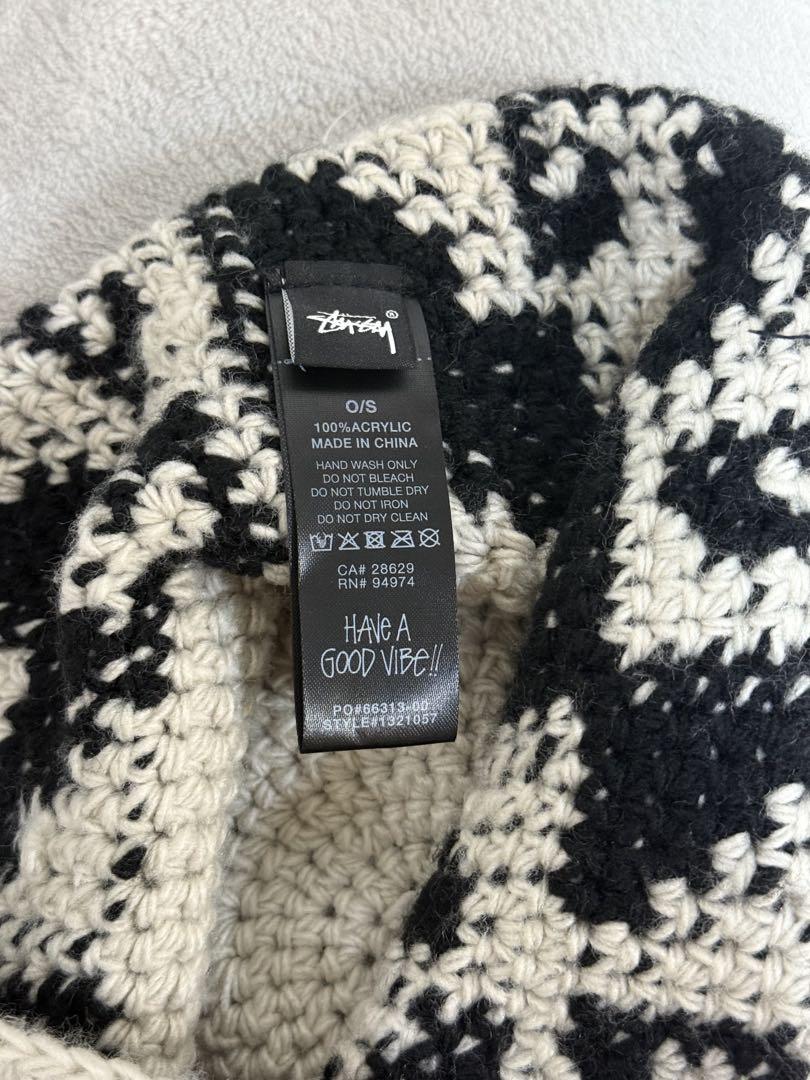 Stüssy®
O/S
100%ACRYLIC
MADE IN CHINA
HAND WASH ONLY
DO NOT BLEACH
DO NOT TUMBLE DRY
DO NOT IRON
DO NOT DRY CLEAN
CA# 28629
RN# 94974
HAVE A
GOOD VIBE!!
PO#66313-00
STYLE#1321057